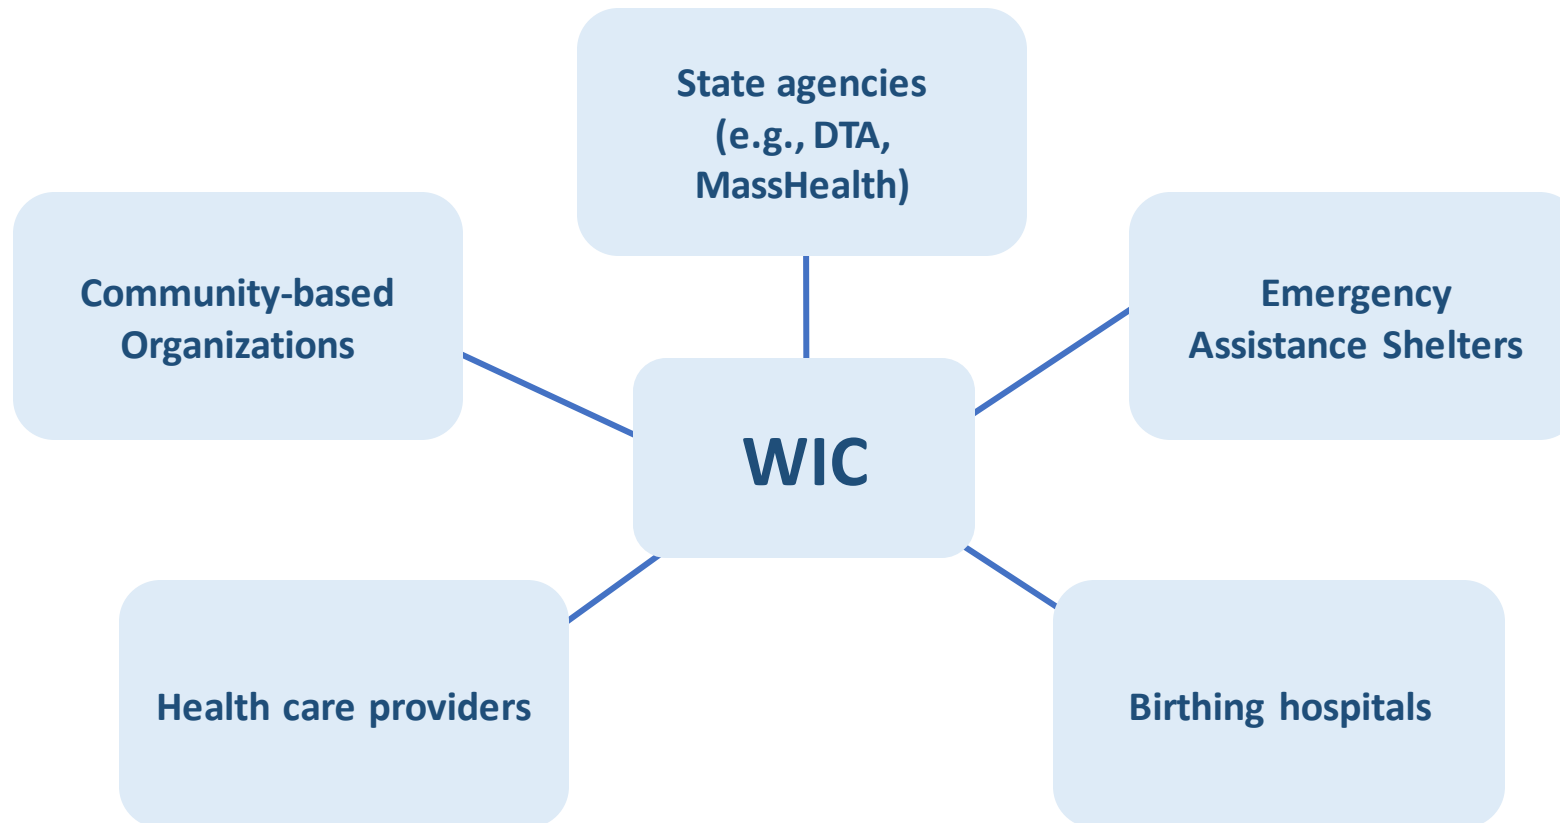 State agencies
(e.g., DTA,
MassHealth)
Community-based
Organizations
Emergency
Assistance Shelters
WIC
Health care providers
Birthing hospitals